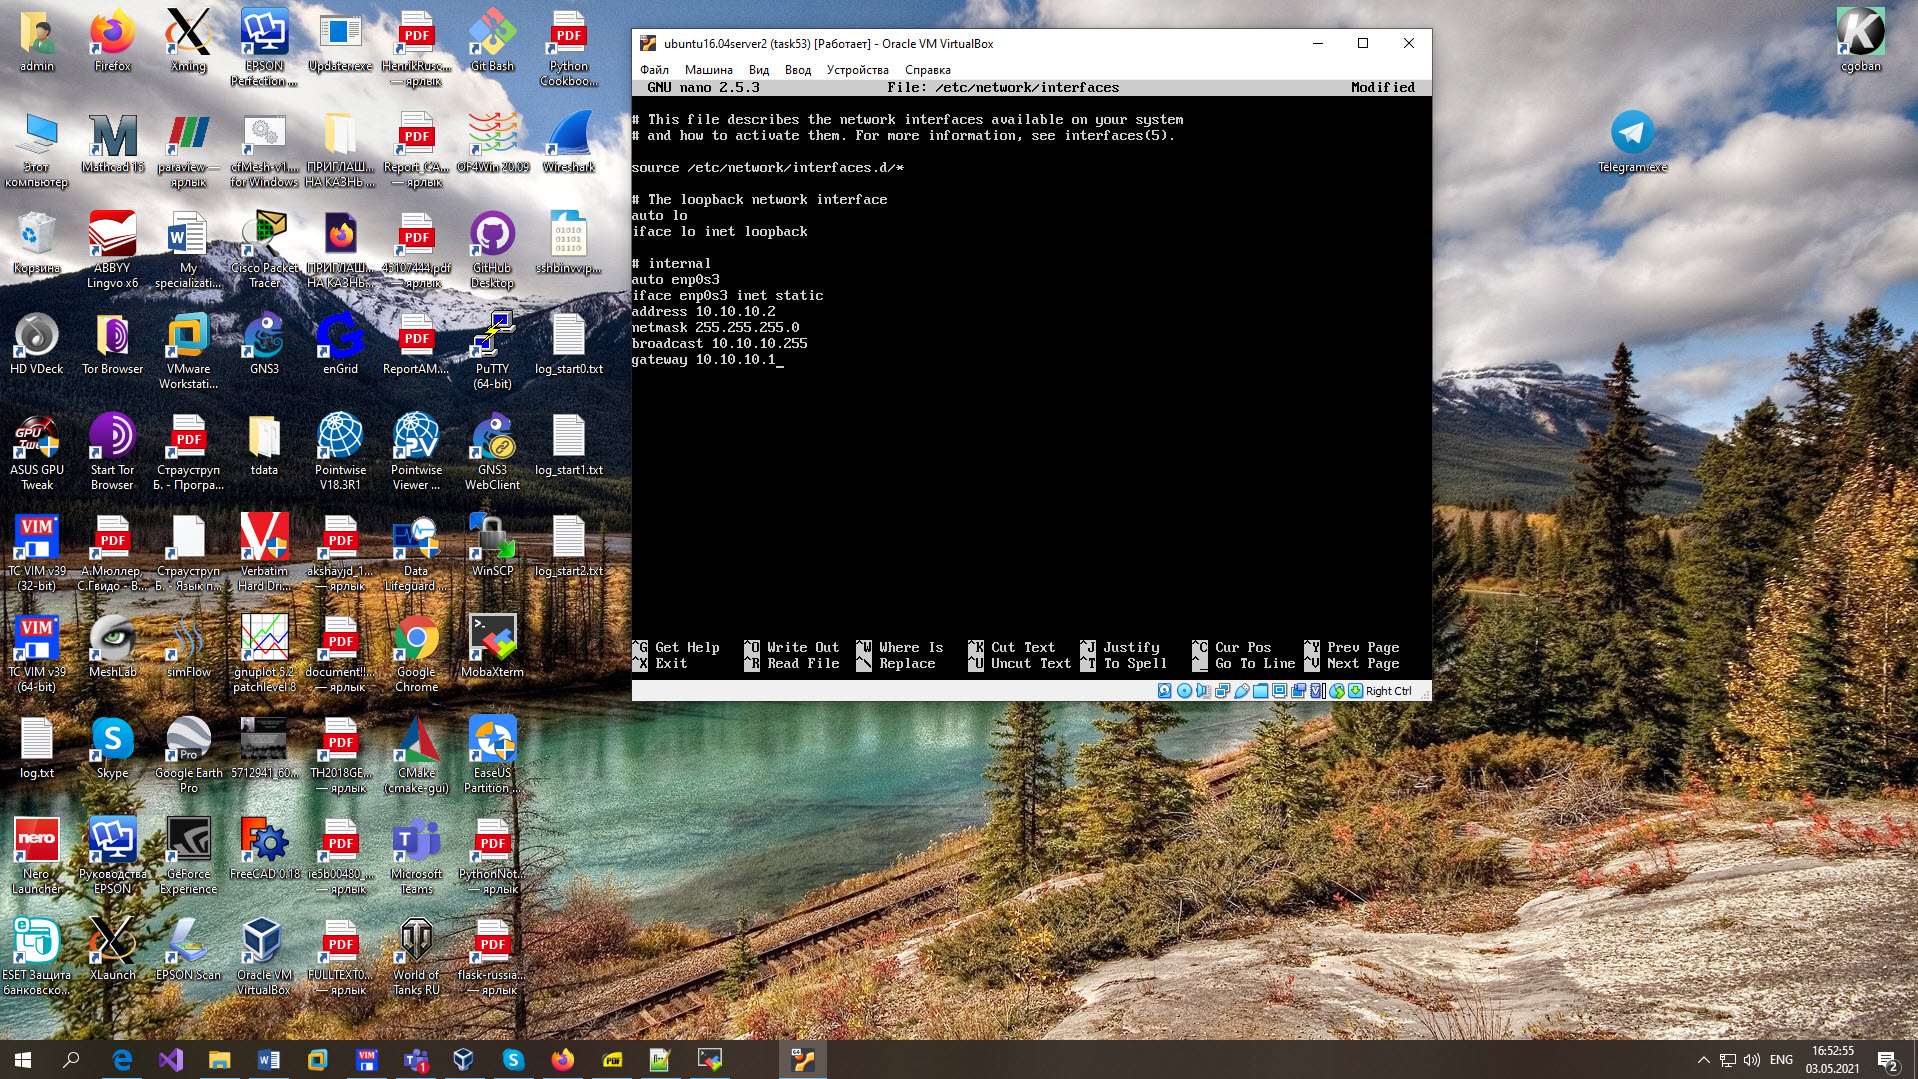 admin
Firefox
Xming
EPSON
Perfection ...
Updater.exe
HenrikRusc...
— ярлык
Git Bash
Python
Cookboo...
Этот
компьютер
Mathcad 15
paraview —
ярлык
cfMesh-v1....
for Windows
ПРИГЛАШ...
НА КАЗНЬ ...
Report_CA...
— ярлык
OF4Win 20.09
Wireshark
Корзина
ABBYY
Lingvo x6
My
specializati...
Cisco Packet
Tracer
ПРИГЛАШ...
НА КАЗНЬ...
45107444.pdf
— ярлык
GitHub
Desktop
sshbinvv.p...
HD VDeck
Tor Browser
VMware
Workstati...
GNS3
enGrid
ReportAM....
PuTTY
(64-bit)
log_start0.txt
ASUS GPU
Tweak
Start Tor
Browser
Страуструп
Б. - Програ...
tdata
Pointwise
V18.3R1
Pointwise
Viewer ...
GNS3
WebClient
log_start1.txt
TC VIM v39
(32-bit)
А.Мюллер,
С.Гвидо - В...
Страуструп
Б. - Язык п...
Verbatim
Hard Dri...
akshayjd_1...
— ярлык
Data
Lifeguard ...
WinSCP
log_start2.txt
TC VIM v39
(64-bit)
MeshLab
simFlow
gnuplot 5.2
patchlevel 8
document!!...
— ярлык
Google
Chrome
MobaXterm
log.txt
Skype
Google Earth
Pro
5712941_60...
TH2018GE...
— ярлык
CMake
(cmake-gui)
EaseUS
Partition ...
Nero
Launcher
Руководства
EPSON
GeForce
Experience
FreeCAD 0.18
ie5b00480_...
— ярлык
Microsoft
Teams
PythonNot...
— ярлык
ESET Защита
банковско...
XLaunch
EPSON Scan
Oracle VM
VirtualBox
FULLTEXT0...
— ярлык
World of
Tanks RU
flask-russia...
— ярлык
cgoban
Telegram.exe
ubuntu16.04server2 (task53) [Работает] - Oracle VM VirtualBox
Файл Машина Вид Ввод Устройства Справка
GNU nano 2.5.3 File: /etc/network/interfaces Modified
# This file describes the network interfaces available on your system
# and how to activate them. For more information, see interfaces(5).
source /etc/network/interfaces.d/*
# The loopback network interface
auto lo
iface lo inet loopback
# internal
auto enp0s3
iface enp0s3 inet static
address 10.10.10.2
netmask 255.255.255.0
broadcast 10.10.10.255
gateway 10.10.10.1_
^G Get Help ^O Write Out ^W Where Is ^K Cut Text ^J Justify ^C Cur Pos ^Y Prev Page
^X Exit ^R Read File ^\ Replace ^U Uncut Text ^T To Spell ^_ Go To Line ^V Next Page
Right Ctrl
ENG
16:52:55
03.05.2021